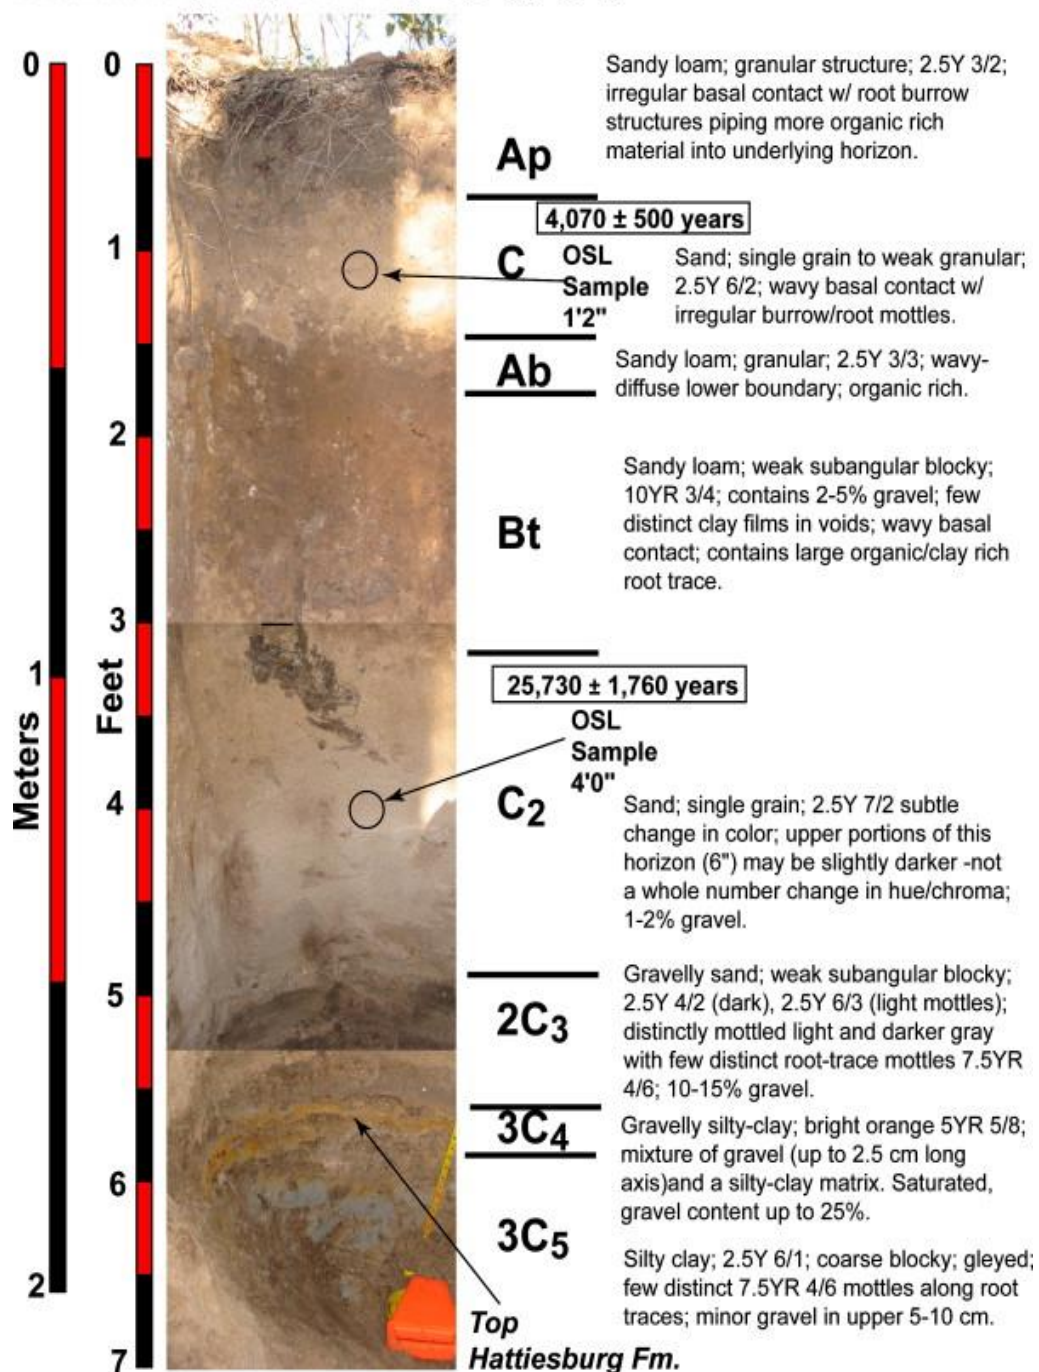 0
0
Sandy loam; granular structure; 2.5Y 3/2;
irregular basal contact w/ root burrow
structures piping more organic rich
material into underlying horizon.
Ap
4,070 ± 500 years
1
C
OSL
Sample
1'2"
Sand; single grain to weak granular;
2.5Y 6/2; wavy basal contact w/
irregular burrow/root mottles.
Ab
Sandy loam; granular; 2.5Y 3/3; wavy-
diffuse lower boundary; organic rich.
2
Sandy loam; weak subangular blocky;
10YR 3/4; contains 2-5% gravel; few
distinct clay films in voids; wavy basal
contact; contains large organic/clay rich
root trace.
Bt
3
1
Meters
Feet
25,730 ± 1,760 years
OSL
Sample
4'0"
4
C2
Sand; single grain; 2.5Y 7/2 subtle
change in color; upper portions of this
horizon (6") may be slightly darker -not
a whole number change in hue/chroma;
1-2% gravel.
5
2C3
Gravelly sand; weak subangular blocky;
2.5Y 4/2 (dark), 2.5Y 6/3 (light mottles);
distinctly mottled light and darker gray
with few distinct root-trace mottles 7.5YR
4/6; 10-15% gravel.
3C4
Gravelly silty-clay; bright orange 5YR 5/8;
mixture of gravel (up to 2.5 cm long
axis)and a silty-clay matrix. Saturated,
gravel content up to 25%.
6
3C5
Silty clay; 2.5Y 6/1; coarse blocky; gleyed;
few distinct 7.5YR 4/6 mottles along root
traces; minor gravel in upper 5-10 cm.
2
7
Top
Hattiesburg Fm.